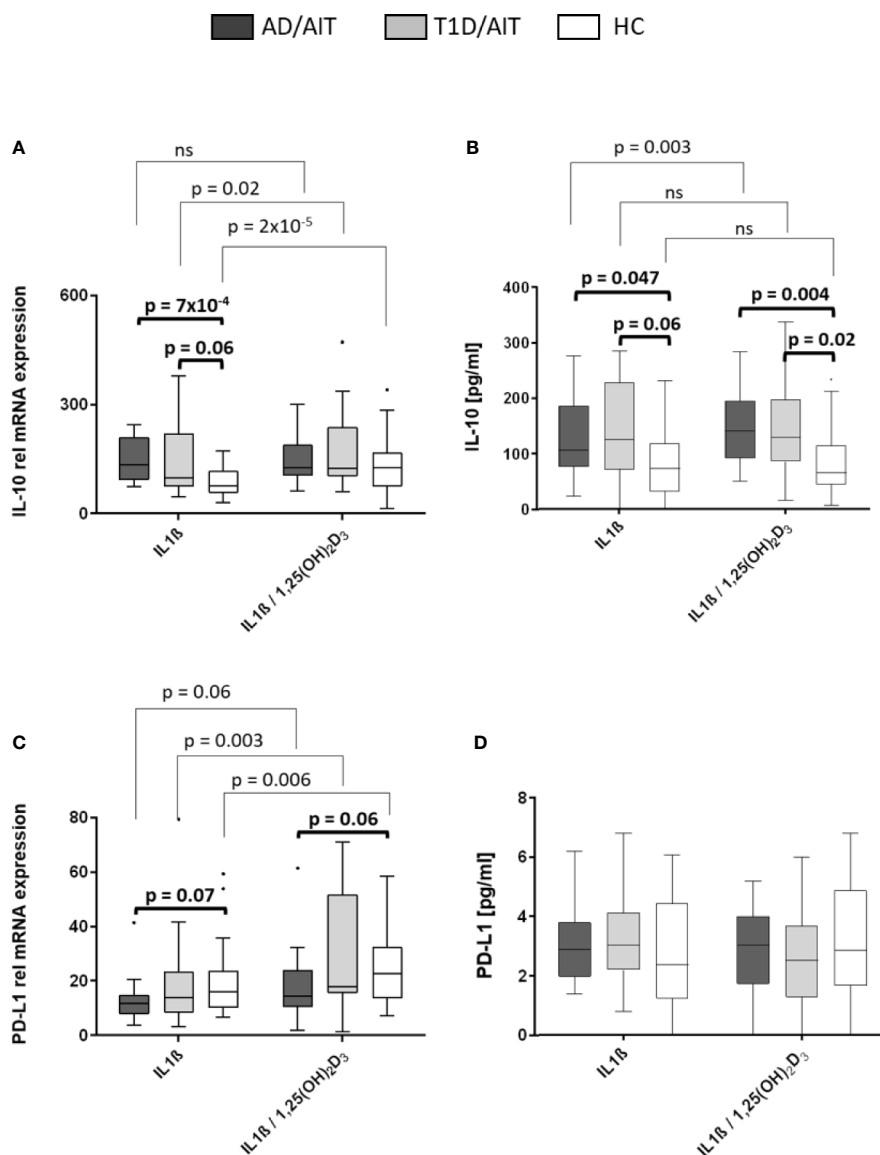 AD/AIT T1D/AIT HC
A
ns
p = 0.02
p = 2x10⁻⁵
p = 7x10⁻⁴
p = 0.06
IL-10 rel mRNA expression
600
300
0
IL1ß
IL1ß / 1,25(OH)₂D₃
B
p = 0.003
ns
ns
p = 0.047
p = 0.06
p = 0.004
p = 0.02
IL-10 [pg/ml]
400
300
200
100
0
IL1ß
IL1ß / 1,25(OH)₂D₃
C
p = 0.06
p = 0.003
p = 0.006
p = 0.07
p = 0.06
PD-L1 rel mRNA expression
80
60
40
20
0
IL1ß
IL1ß / 1,25(OH)₂D₃
D
PD-L1 [pg/ml]
8
6
4
2
0
IL1ß
IL1ß / 1,25(OH)₂D₃